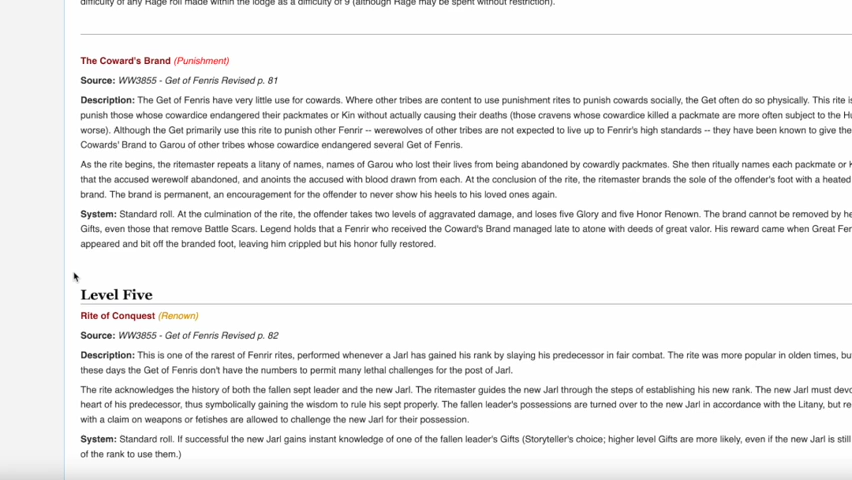 difficulty of any Rage roll made within the lodge as a difficulty of 9 (although Rage may be spent without restriction).
The Coward's Brand (Punishment)
Source: WW3855 - Get of Fenris Revised p. 81
Description: The Get of Fenris have very little use for cowards. Where other tribes are content to use punishment rites to punish cowards socially, the Get often do so physically. This rite is
punish those whose cowardice endangered their packmates or Kin without actually causing their deaths (those cravens whose cowardice killed a packmate are more often subject to the
worse). Although the Get primarily use this rite to punish other Fenrir -- werewolves of other tribes are not expected to live up to Fenrir's high standards -- they have been known to give the
Cowards' Brand to Garou of other tribes whose cowardice endangered several Get of Fenris.
As the rite begins, the ritemaster repeats a litany of names, names of Garou who lost their lives from being abandoned by cowardly packmates. She then ritually names each packmate or
that the accused werewolf abandoned, and anoints the accused with blood drawn from each. At the conclusion of the rite, the ritemaster brands the sole of the offender's foot with a heated
brand. The brand is permanent, an encouragement for the offender to never show his heels to his loved ones again.
System: Standard roll. At the culmination of the rite, the offender takes two levels of aggravated damage, and loses five Glory and five Honor Renown. The brand cannot be removed by
Gifts, even those that remove Battle Scars. Legend holds that a Fenrir who received the Coward's Brand managed late to atone with deeds of great valor. His reward came when Great
appeared and bit off the branded foot, leaving him crippled but his honor fully restored.
Level Five
Rite of Conquest (Renown)
Source: WW3855 - Get of Fenris Revised p. 82
Description: This is one of the rarest of Fenrir rites, performed whenever a Jarl has gained his rank by slaying his predecessor in fair combat. The rite was more popular in olden times,
these days the Get of Fenris don't have the numbers to permit many lethal challenges for the post of Jarl.
The rite acknowledges the history of both the fallen sept leader and the new Jarl. The ritemaster guides the new Jarl through the steps of establishing his new rank. The new Jarl must
heart of his predecessor, thus symbolically gaining the wisdom to rule his sept properly. The fallen leader's possessions are turned over to the new Jarl in accordance with the Litany, but
with a claim on weapons or fetishes are allowed to challenge the new Jarl for their possession.
System: Standard roll. If successful the new Jarl gains instant knowledge of one of the fallen leader's Gifts (Storyteller's choice; higher level Gifts are more likely, even if the new Jarl is still
of the rank to use them.)